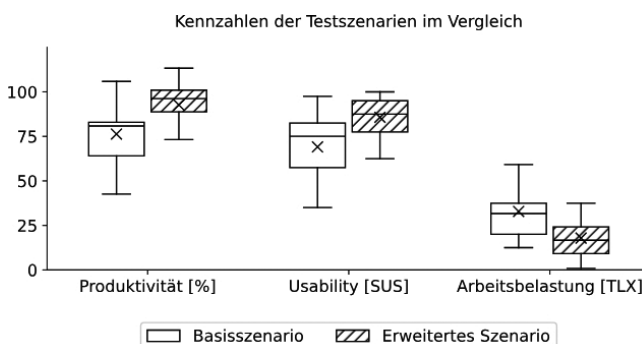 Kennzahlen der Testszenarien im Vergleich
100
75
50
25
0
Produktivität [%] Usability [SUS] Arbeitsbelastung [TLX]
Basisszenario Erweitertes Szenario